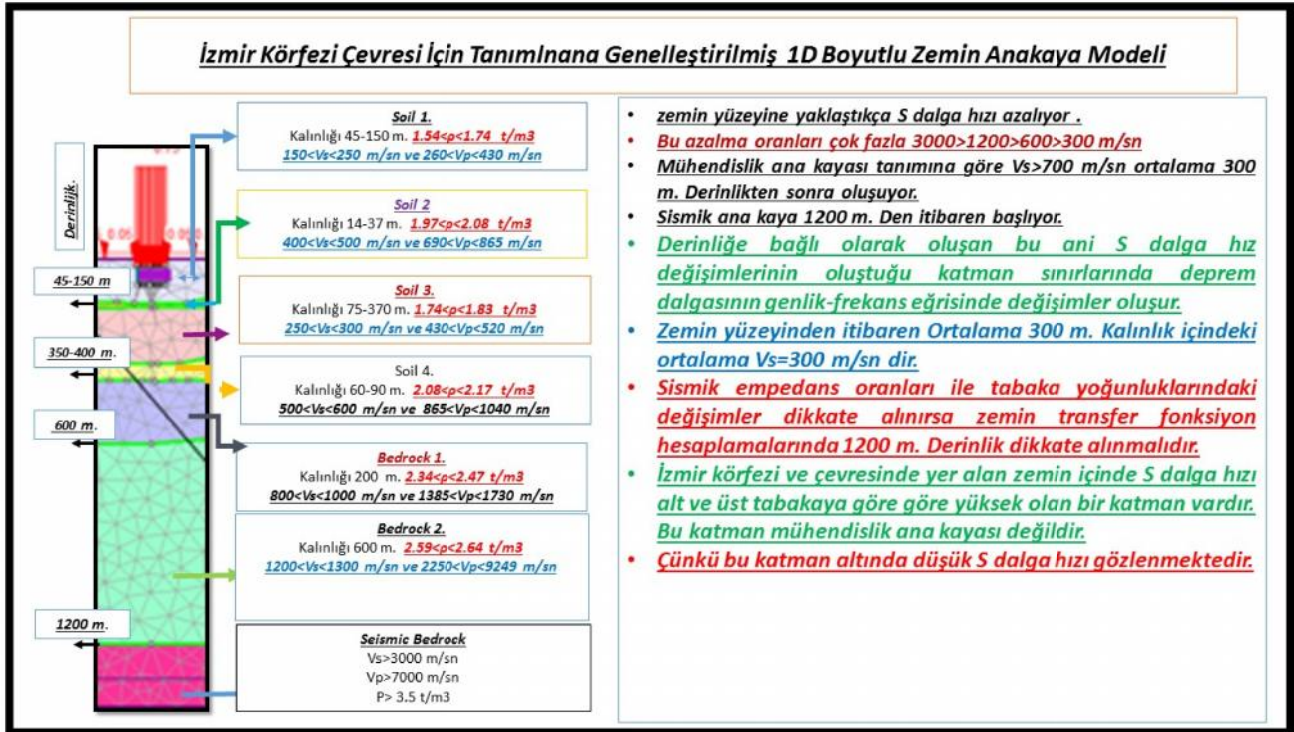 İzmir Körfezi Çevresi İçin Tanımlnana Genelleştirilmiş 1D Boyutlu Zemin Anakaya Modeli
Derinlijk.
45-150 m
350-400 m.
600 m.
1200 m.
Soil 1.
Kalınlığı 45-150 m. 1.54<ρ<1.74 t/m3
150<Vs<250 m/sn ve 260<Vp<430 m/sn
Soil 2
Kalınlığı 14-37 m. 1.97<ρ<2.08 t/m3
400<Vs<500 m/sn ve 690<Vp<865 m/sn
Soil 3.
Kalınlığı 75-370 m. 1.74<ρ<1.83 t/m3
250<Vs<300 m/sn ve 430<Vp<520 m/sn
Soil 4.
Kalınlığı 60-90 m. 2.08<ρ<2.17 t/m3
500<Vs<600 m/sn ve 865<Vp<1040 m/sn
Bedrock 1.
Kalınlığı 200 m. 2.34<ρ<2.47 t/m3
800<Vs<1000 m/sn ve 1385<Vp<1730 m/sn
Bedrock 2.
Kalınlığı 600 m. 2.59<ρ<2.64 t/m3
1200<Vs<1300 m/sn ve 2250<Vp<9249 m/sn
Seismic Bedrock
Vs>3000 m/sn
Vp>7000 m/sn
P> 3.5 t/m3
• zemin yüzeyine yaklaştıkça S dalga hızı azalıyor .
• Bu azalma oranları çok fazla 3000>1200>600>300 m/sn
• Mühendislik ana kayası tanımına göre Vs>700 m/sn ortalama 300
m. Derinlikten sonra oluşuyor.
• Sismik ana kaya 1200 m. Den itibaren başlıyor.
• Derinliğe bağlı olarak oluşan bu ani S dalga hız
değişimlerinin oluştuğu katman sınırlarında deprem
dalgasının genlik-frekans eğrisinde değişimler oluşur.
• Zemin yüzeyinden itibaren Ortalama 300 m. Kalınlık içindeki
ortalama Vs=300 m/sn dir.
• Sismik empedans oranları ile tabaka yoğunluklarındaki
değişimler dikkate alınırsa zemin transfer fonksiyon
hesaplamalarında 1200 m. Derinlik dikkate alınmalıdır.
• İzmir körfezi ve çevresinde yer alan zemin içinde S dalga hızı
alt ve üst tabakaya göre göre yüksek olan bir katman vardır.
Bu katman mühendislik ana kayası değildir.
• Çünkü bu katman altında düşük S dalga hızı gözlenmektedir.